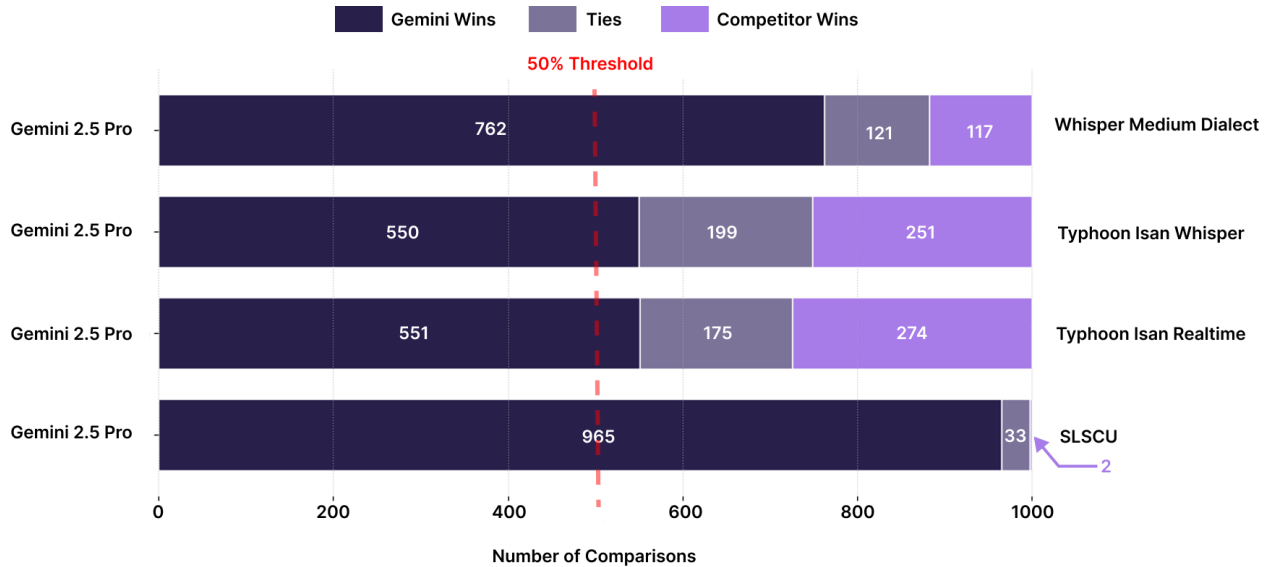 Gemini Wins Ties Competitor Wins
50% Threshold
Gemini 2.5 Pro 762 121 117 Whisper Medium Dialect
Gemini 2.5 Pro 550 199 251 Typhoon Isan Whisper
Gemini 2.5 Pro 551 175 274 Typhoon Isan Realtime
Gemini 2.5 Pro 965 33 SLSCU
2
0 200 400 600 800 1000
Number of Comparisons